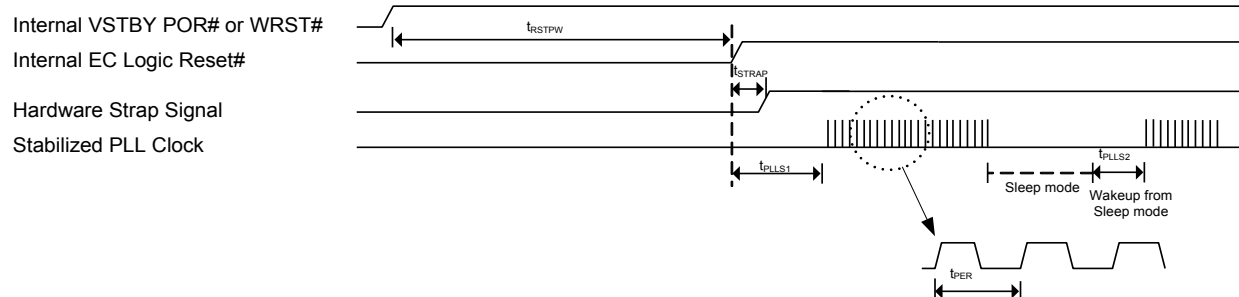 Internal VSTBY POR# or WRST#
tRSTPW
Internal EC Logic Reset#
tSTRAP
Hardware Strap Signal
Stabilized PLL Clock
tPLLS1
tPLLS2
Sleep mode
Wakeup from
Sleep mode
tPER